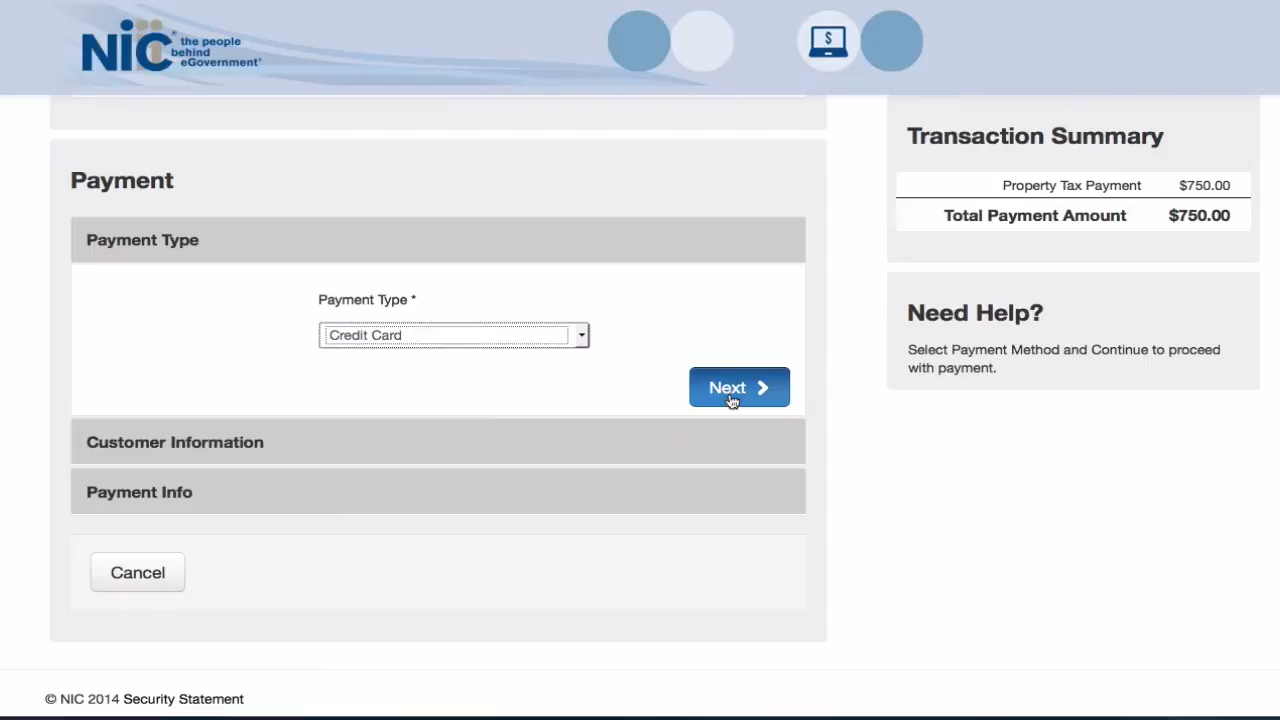 NIC® the people
behind
eGovernment®
$
Payment
Payment Type
Payment Type *
Credit Card
Next
Customer Information
Payment Info
Cancel
Transaction Summary
Property Tax Payment $750.00
Total Payment Amount $750.00
Need Help?
Select Payment Method and Continue to proceed
with payment.
© NIC 2014 Security Statement